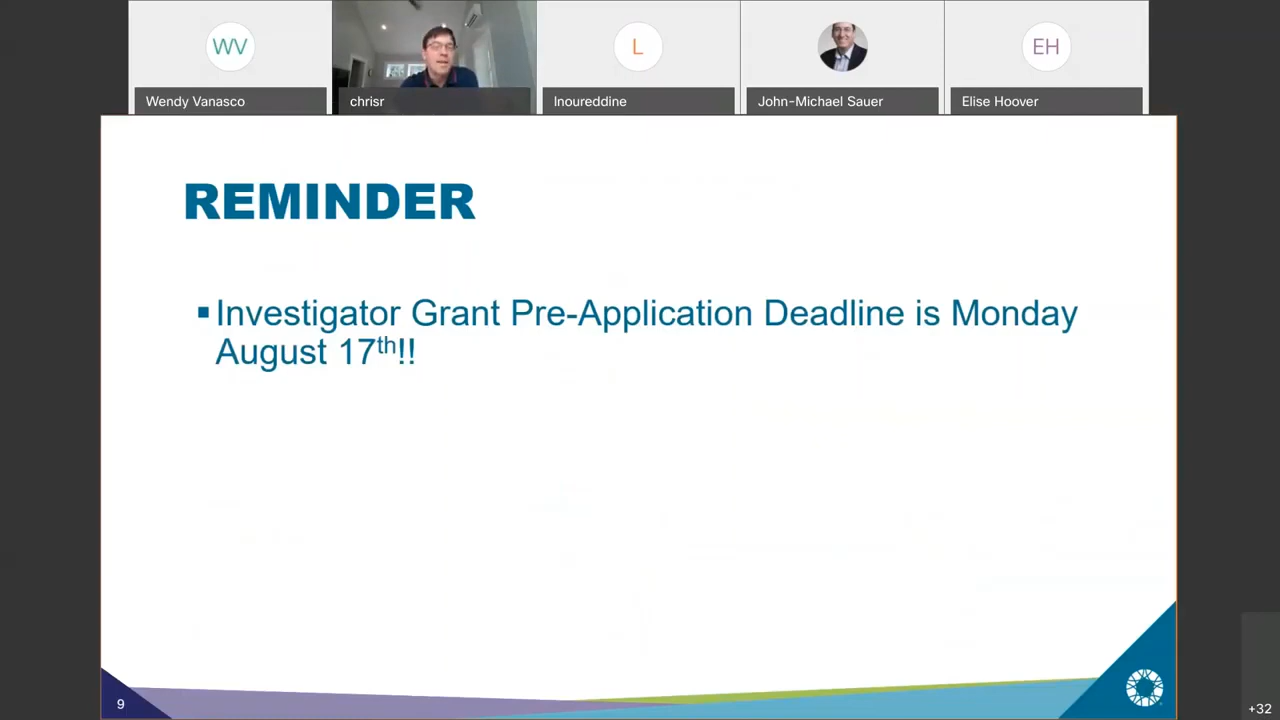 WV
L
EH
Wendy Vanasco
chrisr
lnoureddine
John-Michael Sauer
Elise Hoover
REMINDER
▪Investigator Grant Pre-Application Deadline is Monday
August 17th!!
9
+32